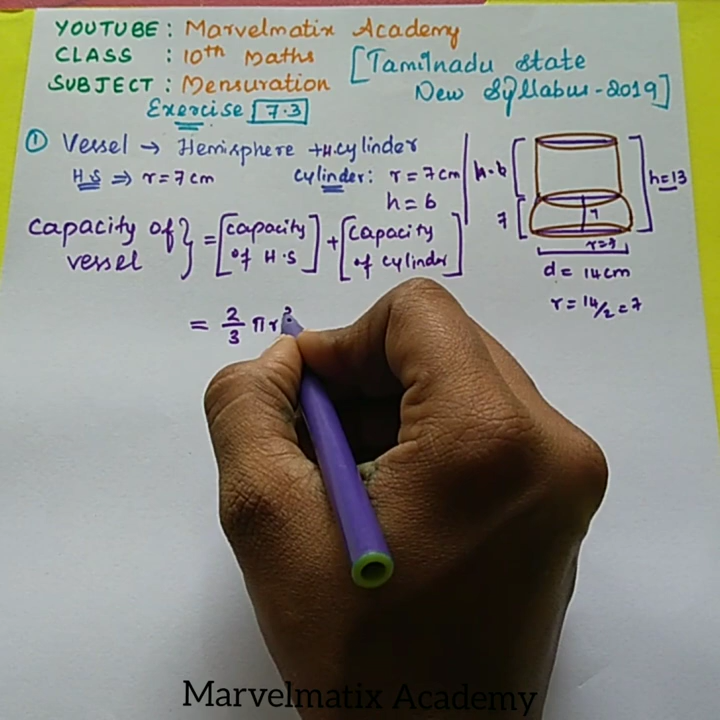 YOUTUBE : Marvelmatix Academy
CLASS : 10th Maths
SUBJECT : Mensuration
[Tamilnadu State
New Syllabus - 2019]
Exercise 7.3
① Vessel → Hemisphere + H.cylinder
H.S ⇒ r = 7 cm
cylinder: r = 7 cm
h = 6
h = 6
7
7
r = 7
h = 13
d = 14 cm
r = 14/2 = 7
capacity of vessel } = [capacity of H.S] + [capacity of cylinder]
= 2/3 πr³
Marvelmatix Academy